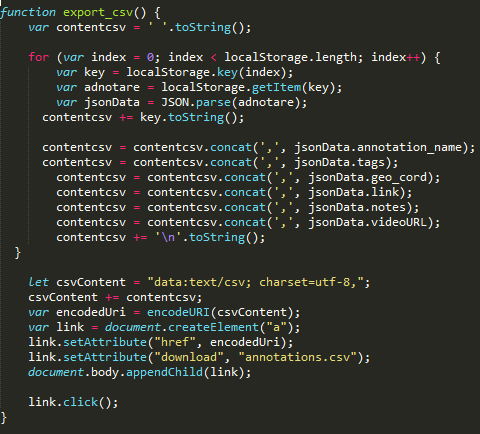 function export_csv() {
    var contentcsv = ' '.toString();

    for (var index = 0; index < localStorage.length; index++) {
        var key = localStorage.key(index);
        var adnotare = localStorage.getItem(key);
        var jsonData = JSON.parse(adnotare);
      contentcsv += key.toString();

      contentcsv = contentcsv.concat(',', jsonData.annotation_name);
      contentcsv = contentcsv.concat(',', jsonData.tags);
        contentcsv = contentcsv.concat(',', jsonData.geo_cord);
        contentcsv = contentcsv.concat(',', jsonData.link);
        contentcsv = contentcsv.concat(',', jsonData.notes);
        contentcsv = contentcsv.concat(',', jsonData.videoURL);
        contentcsv += '\n'.toString();
  }

    let csvContent = "data:text/csv; charset=utf-8,";
    csvContent += contentcsv;
    var encodedUri = encodeURI(csvContent);
    var link = document.createElement("a");
    link.setAttribute("href", encodedUri);
    link.setAttribute("download", "annotations.csv");
    document.body.appendChild(link);

    link.click();
}